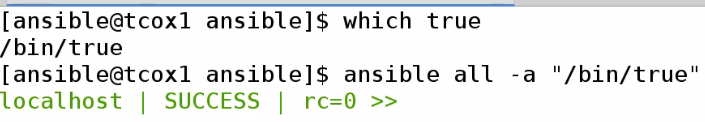 [ansible@tcox1 ansible]$ which true
/bin/true
[ansible@tcox1 ansible]$ ansible all -a "/bin/true"
localhost | SUCCESS | rc=0 >>